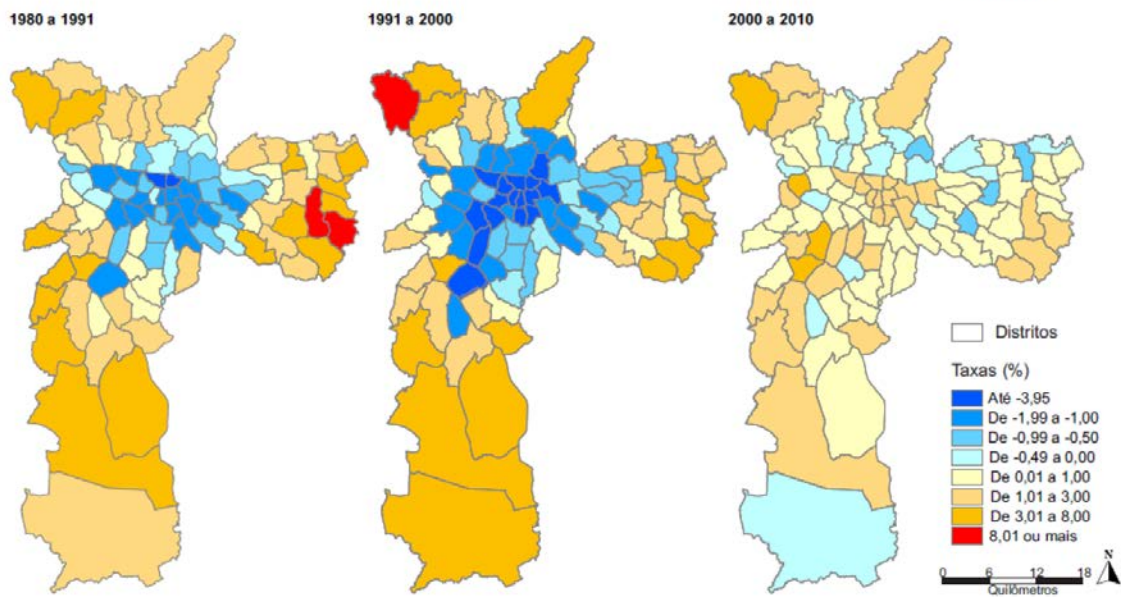 1980 a 1991
1991 a 2000
2000 a 2010
Distritos
Taxas (%)
Até -3,95
De -1,99 a -1,00
De -0,99 a -0,50
De -0,49 a 0,00
De 0,01 a 1,00
De 1,01 a 3,00
De 3,01 a 8,00
8,01 ou mais
N
0 6 12 18
Quilômetros